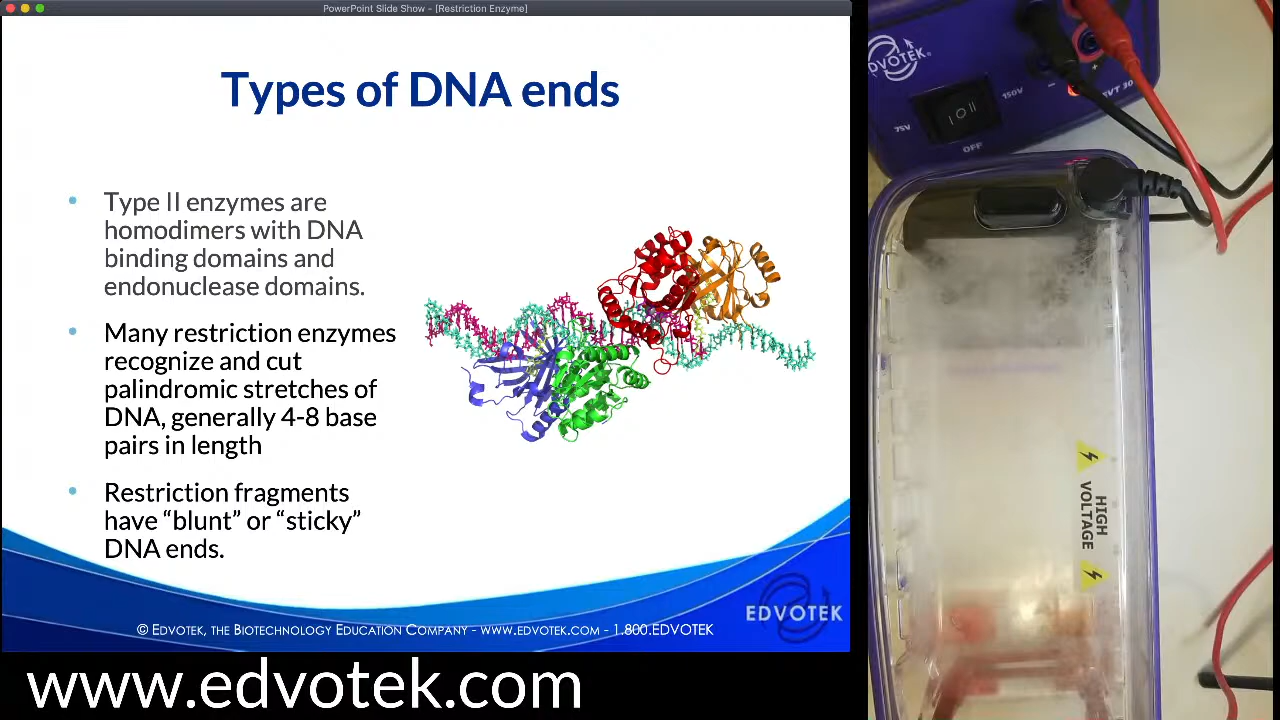 PowerPoint Slide Show - [Restriction Enzyme]
Types of DNA ends
• Type II enzymes are
homodimers with DNA
binding domains and
endonuclease domains.
• Many restriction enzymes
recognize and cut
palindromic stretches of
DNA, generally 4-8 base
pairs in length
• Restriction fragments
have “blunt” or “sticky”
DNA ends.
EDVOTEK
© EDVOTEK, THE BIOTECHNOLOGY EDUCATION COMPANY - WWW.EDVOTEK.COM - 1.800.EDVOTEK
www.edvotek.com
EDVOTEK
75V
150V
OFF
HIGH
VOLTAGE